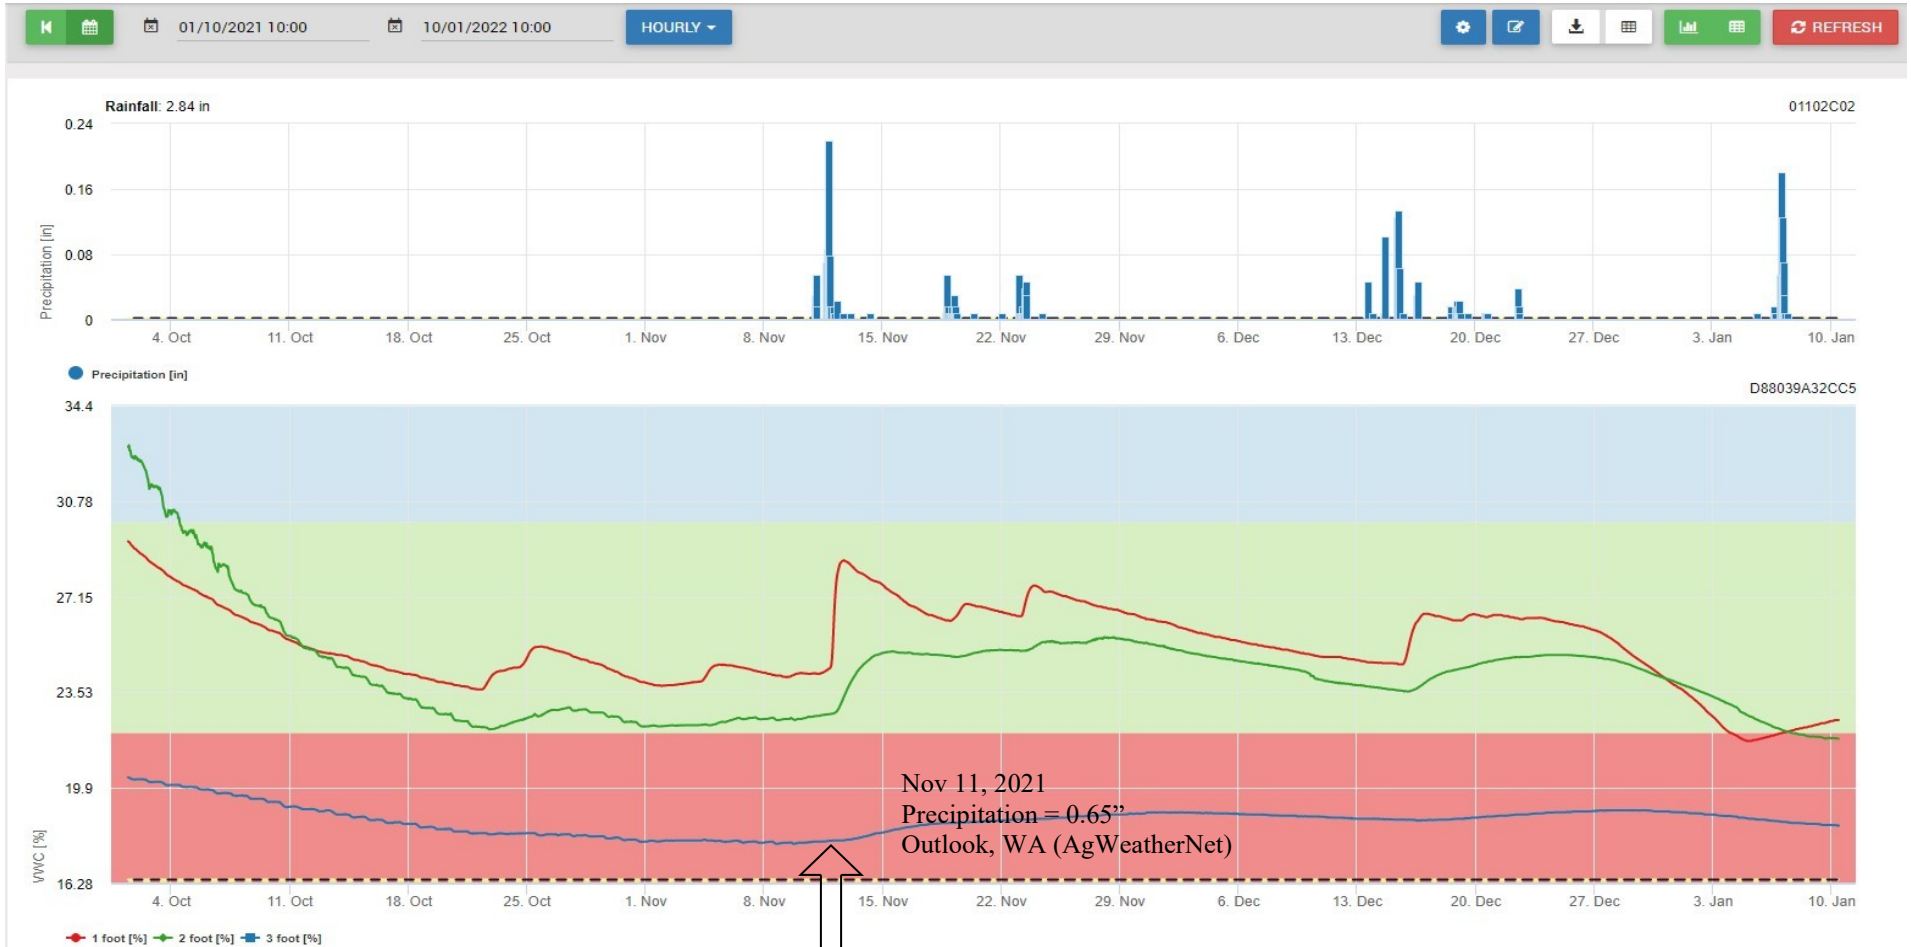 01/10/2021 10:00 10/01/2022 10:00 HOURLY REFRESH
Rainfall: 2.84 in 01102C02
0.24
0.16
0.08
0
Precipitation [in]
4. Oct 11. Oct 18. Oct 25. Oct 1. Nov 8. Nov 15. Nov 22. Nov 29. Nov 6. Dec 13. Dec 20. Dec 27. Dec 3. Jan 10. Jan
Precipitation [in]
D88039A32CC5
34.4
30.78
27.15
23.53
19.9
16.28
VWC [%]
Nov 11, 2021
Precipitation = 0.65”
Outlook, WA (AgWeatherNet)
4. Oct 11. Oct 18. Oct 25. Oct 1. Nov 8. Nov 15. Nov 22. Nov 29. Nov 6. Dec 13. Dec 20. Dec 27. Dec 3. Jan 10. Jan
1 foot [%] 2 foot [%] 3 foot [%]